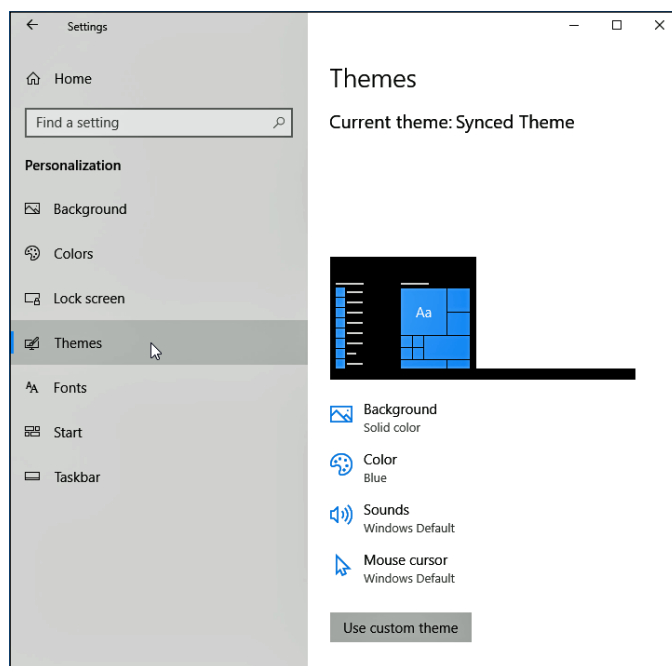 Settings
Home
Find a setting
Personalization
Background
Colors
Lock screen
Themes
Fonts
Start
Taskbar
Themes
Current theme: Synced Theme
Aa
Background
Solid color
Color
Blue
Sounds
Windows Default
Mouse cursor
Windows Default
Use custom theme